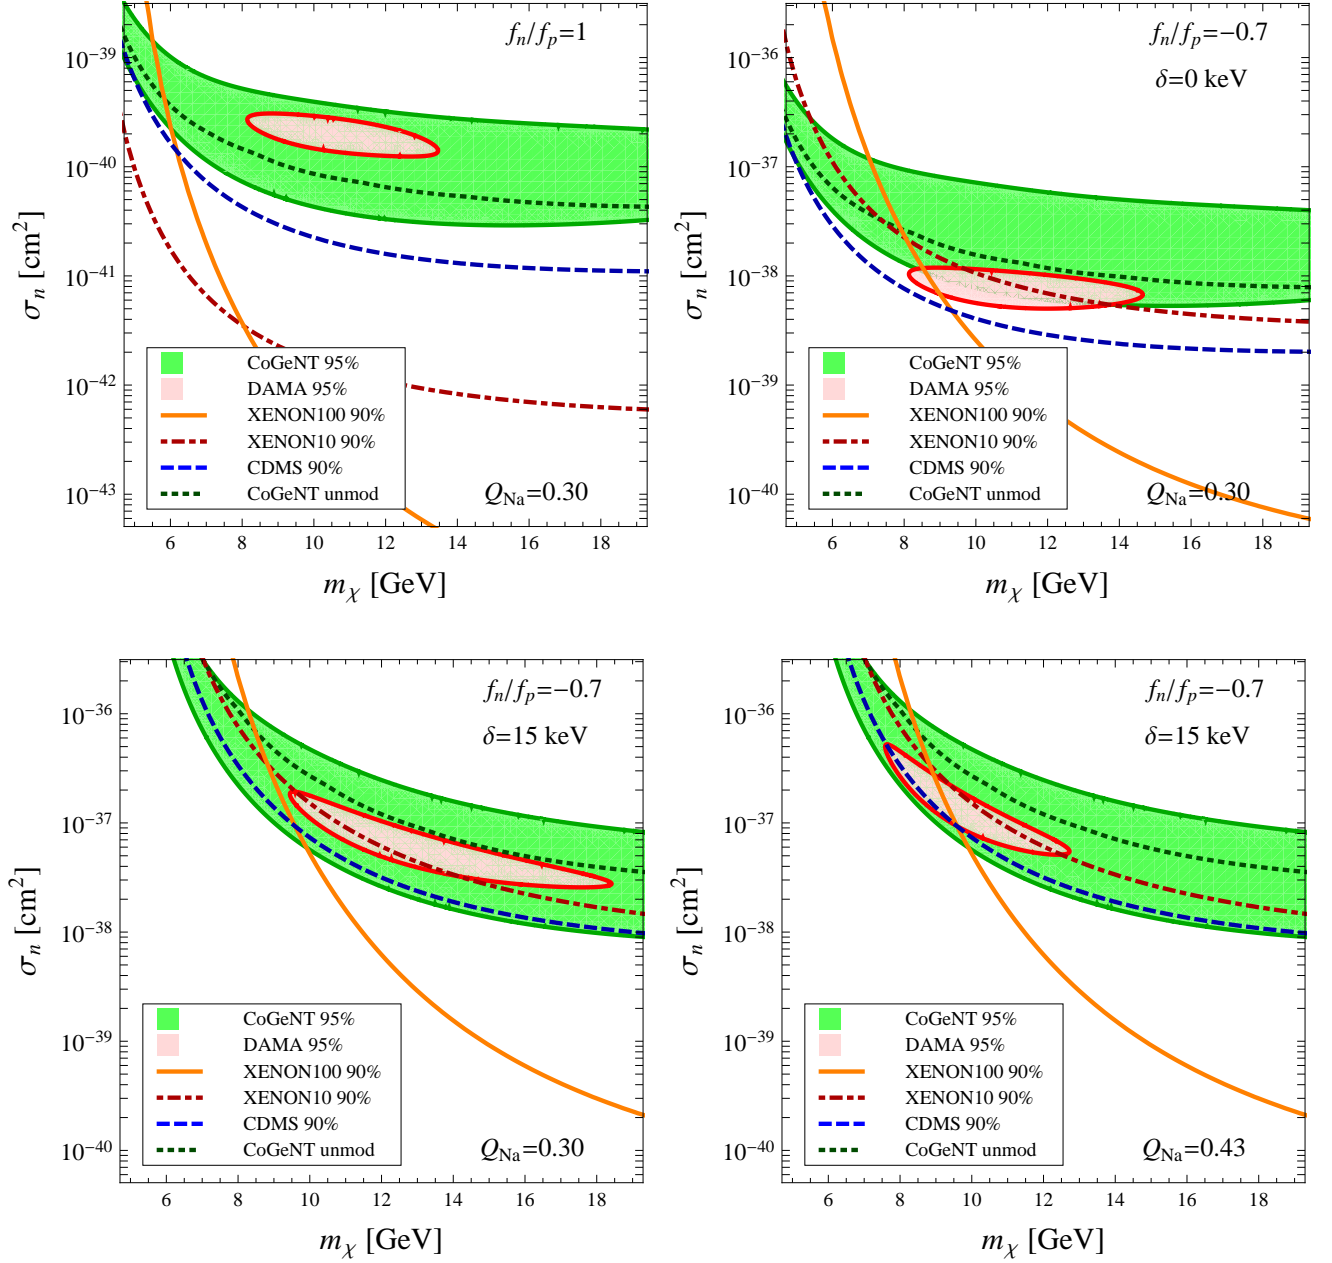 f_n/f_p=1
10^−39
10^−40
10^−41
10^−42
10^−43
σ_n [cm²]
CoGeNT 95%
DAMA 95%
XENON100 90%
XENON10 90%
CDMS 90%
CoGeNT unmod
Q_Na=0.30
6 8 10 12 14 16 18
m_χ [GeV]
f_n/f_p=−0.7
δ=0 keV
10^−36
10^−37
10^−38
10^−39
10^−40
σ_n [cm²]
CoGeNT 95%
DAMA 95%
XENON100 90%
XENON10 90%
CDMS 90%
CoGeNT unmod
Q_Na=0.30
6 8 10 12 14 16 18
m_χ [GeV]
f_n/f_p=−0.7
δ=15 keV
10^−36
10^−37
10^−38
10^−39
10^−40
σ_n [cm²]
CoGeNT 95%
DAMA 95%
XENON100 90%
XENON10 90%
CDMS 90%
CoGeNT unmod
Q_Na=0.30
6 8 10 12 14 16 18
m_χ [GeV]
f_n/f_p=−0.7
δ=15 keV
10^−36
10^−37
10^−38
10^−39
10^−40
σ_n [cm²]
CoGeNT 95%
DAMA 95%
XENON100 90%
XENON10 90%
CDMS 90%
CoGeNT unmod
Q_Na=0.43
6 8 10 12 14 16 18
m_χ [GeV]